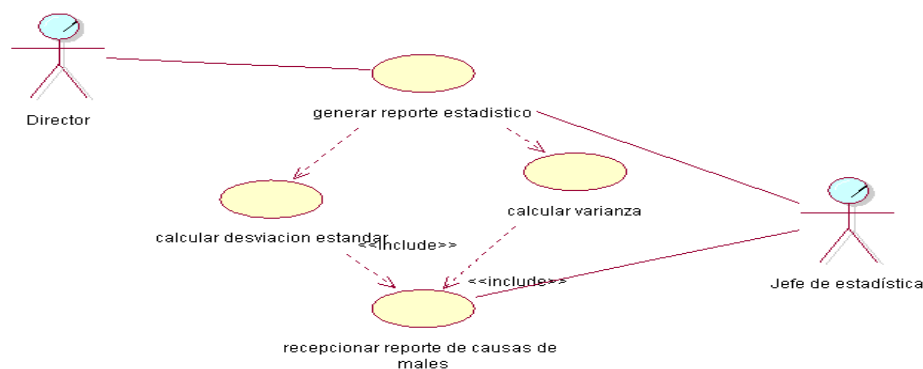 Director
generar reporte estadistico
calcular varianza
calcular desviacion estandar
<<include>>
Jefe de estadística
<<include>>
recepcionar reporte de causas de
males